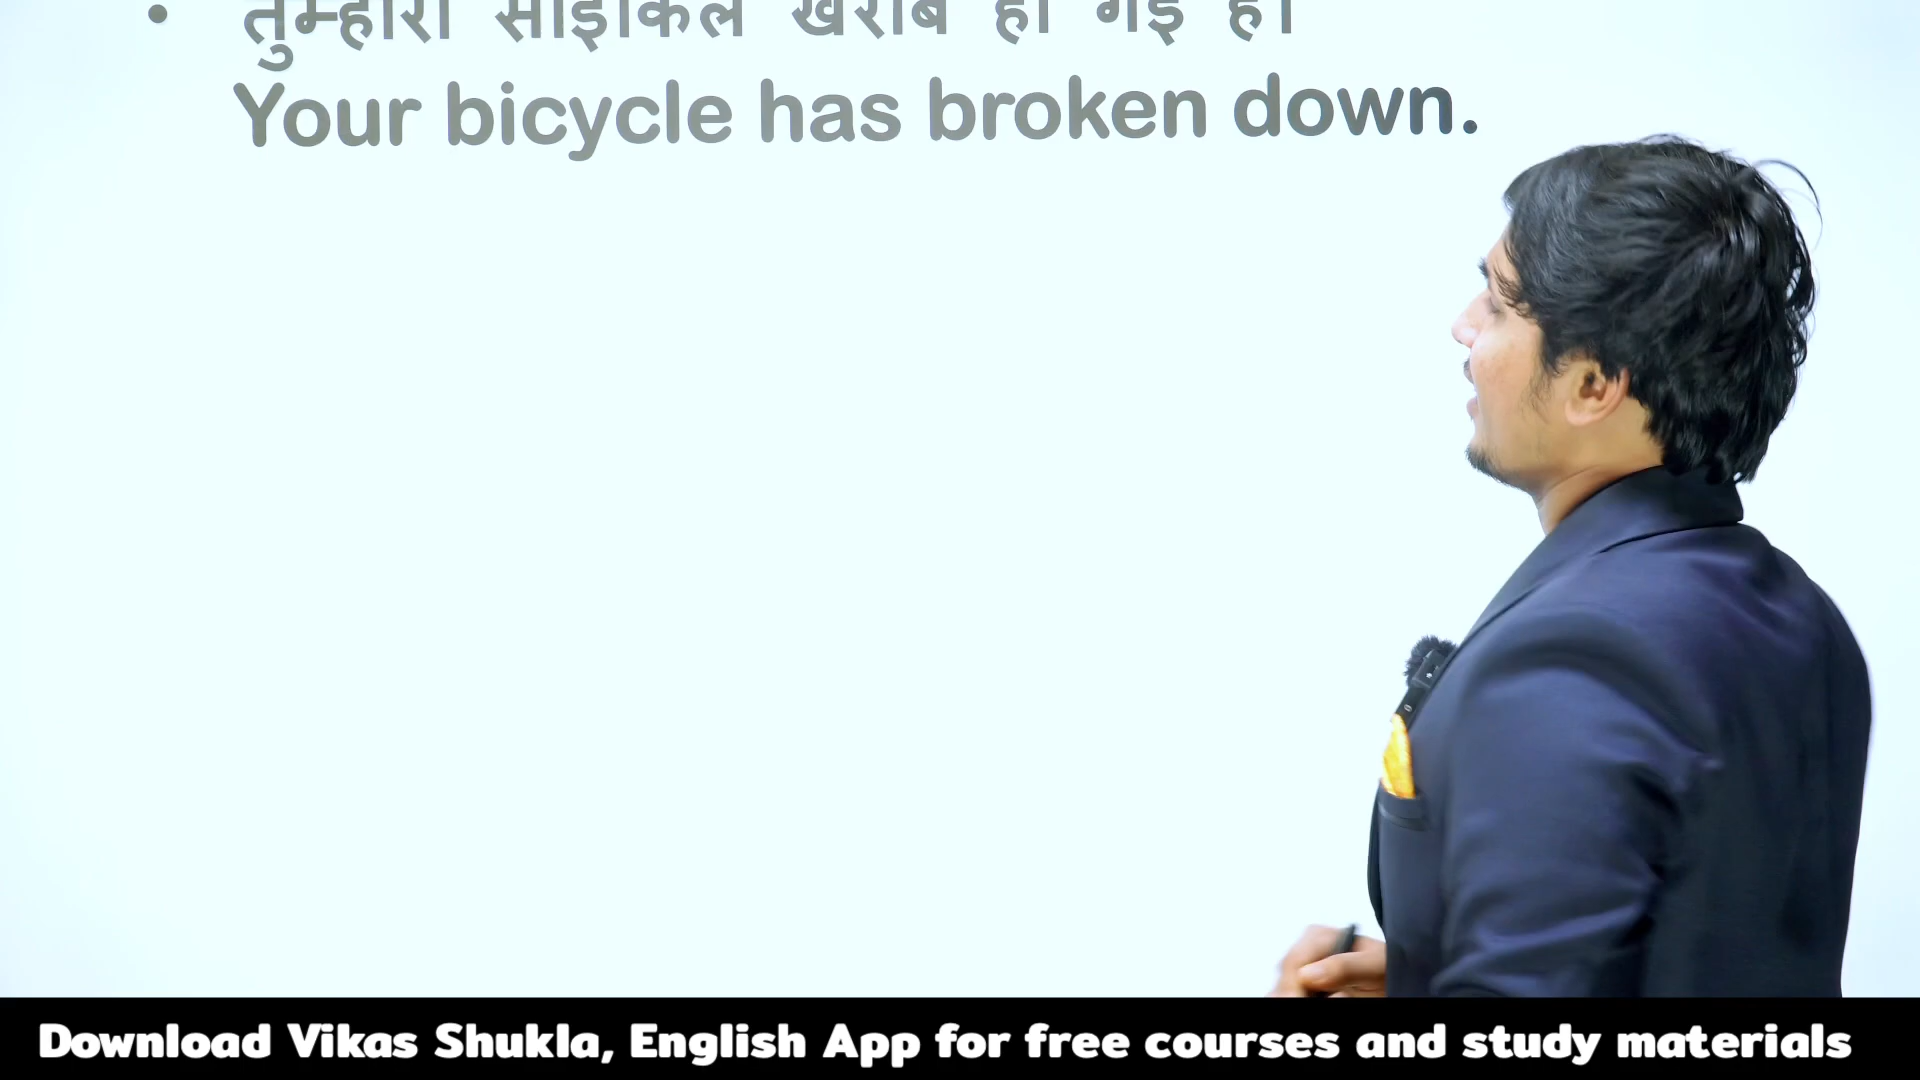 • तुम्हारी साइकिल खराब हो गई है।
Your bicycle has broken down.
Download Vikas Shukla, English App for free courses and study materials